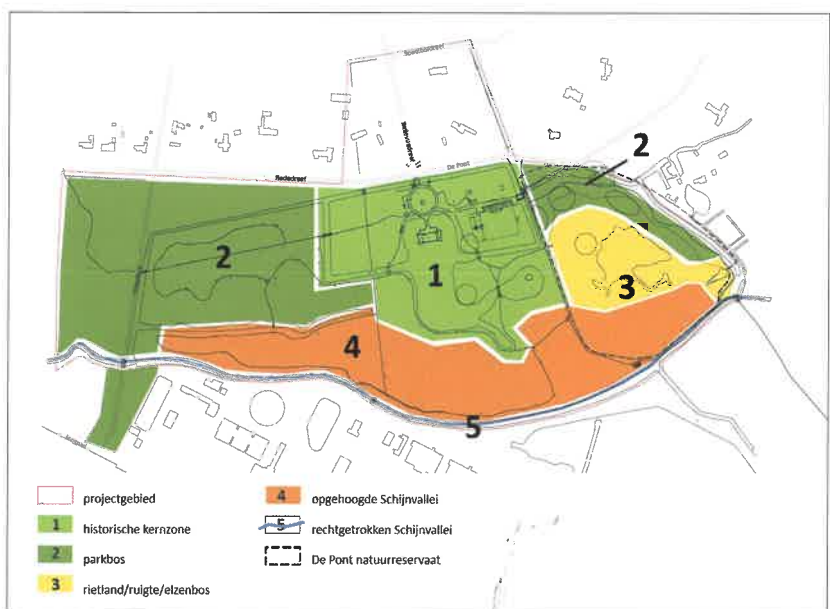 De Pont
2
2
1
3
4
5
projectgebied
1 historische kernzone
2 parkbos
3 rietland/ruigte/elzenbos
4 opgehoogde Schijnvallei
5 rechtgetrokken Schijnvallei
De Pont natuurreservaat